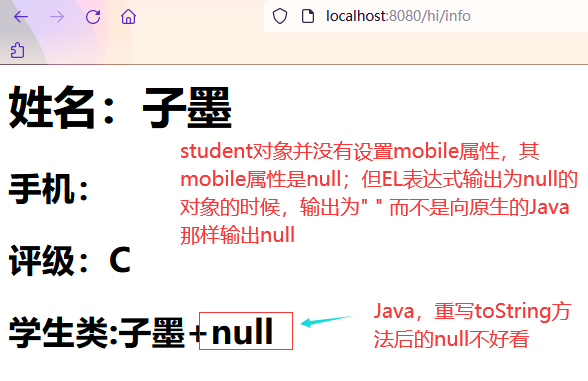 localhost:8080/hi/info
姓名：子墨
student对象并没有设置mobile属性，其
mobile属性是null；但EL表达式输出为null的
对象的时候，输出为" " 而不是向原生的Java
那样输出null
手机：
评级：C
学生类:子墨+null
Java，重写toString方
法后的null不好看